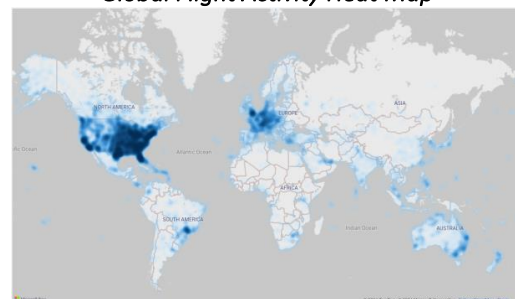 Global Flight Activity Heat Map
NORTH AMERICA
EUROPE
ASIA
Atlantic Ocean
AFRICA
SOUTH AMERICA
Indian Ocean
AUSTRALIA